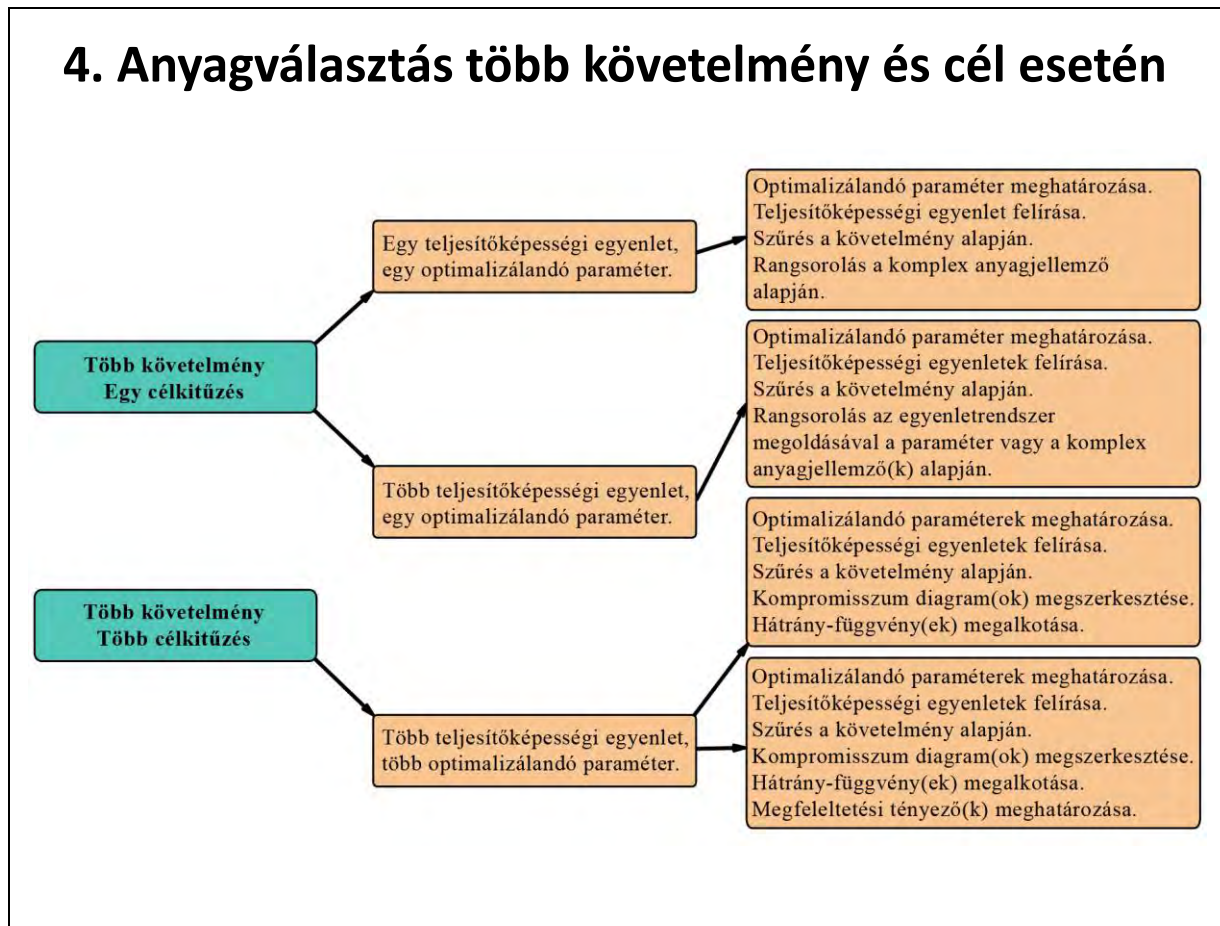 4. Anyagválasztás több követelmény és cél esetén
Több követelmény
Egy célkitűzés
Egy teljesítőképességi egyenlet,
egy optimalizálandó paraméter.
Optimalizálandó paraméter meghatározása.
Teljesítőképességi egyenlet felírása.
Szűrés a követelmény alapján.
Rangsorolás a komplex anyagjellemző
alapján.
Több teljesítőképességi egyenlet,
egy optimalizálandó paraméter.
Optimalizálandó paraméter meghatározása.
Teljesítőképességi egyenletek felírása.
Szűrés a követelmény alapján.
Rangsorolás az egyenletrendszer
megoldásával a paraméter vagy a komplex
anyagjellemző(k) alapján.
Több követelmény
Több célkitűzés
Több teljesítőképességi egyenlet,
több optimalizálandó paraméter.
Optimalizálandó paraméterek meghatározása.
Teljesítőképességi egyenletek felírása.
Szűrés a követelmény alapján.
Kompromisszum diagram(ok) megszerkesztése.
Hátrány-függvény(ek) megalkotása.
Optimalizálandó paraméterek meghatározása.
Teljesítőképességi egyenletek felírása.
Szűrés a követelmény alapján.
Kompromisszum diagram(ok) megszerkesztése.
Hátrány-függvény(ek) megalkotása.
Megfeleltetési tényező(k) meghatározása.